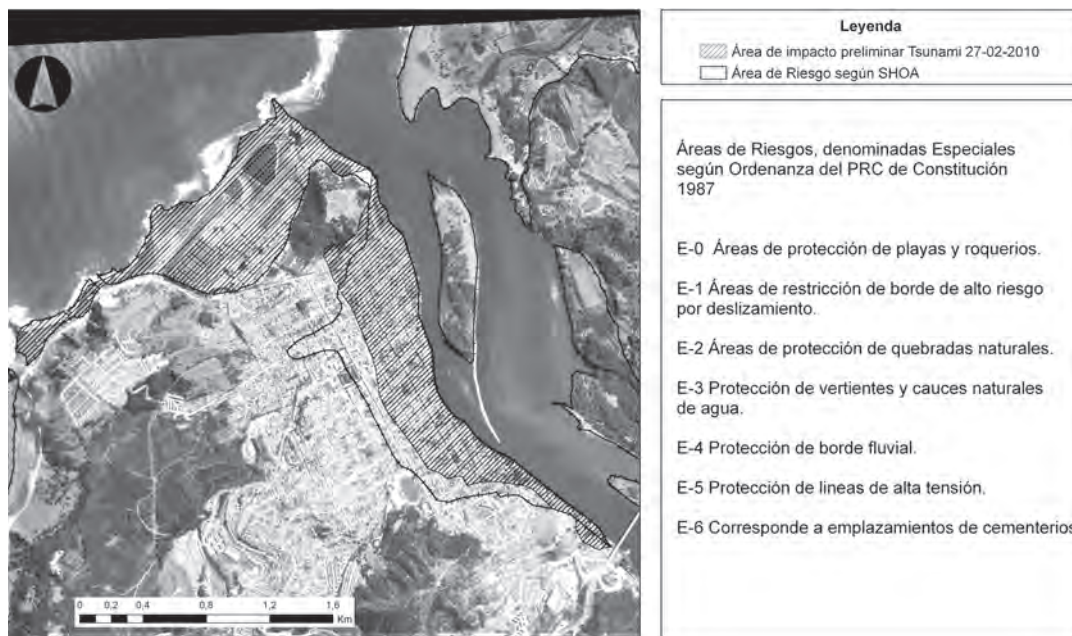 Leyenda
Área de impacto preliminar Tsunami 27-02-2010
Área de Riesgo según SHOA
Áreas de Riesgos, denominadas Especiales
según Ordenanza del PRC de Constitución
1987
E-0 Áreas de protección de playas y roquerios.
E-1 Áreas de restricción de borde de alto riesgo
por deslizamiento.
E-2 Áreas de protección de quebradas naturales.
E-3 Protección de vertientes y cauces naturales
de agua.
E-4 Protección de borde fluvial.
E-5 Protección de lineas de alta tensión.
E-6 Corresponde a emplazamientos de cementerios
0 0,2 0,4 0,8 1,2 1,6
Km